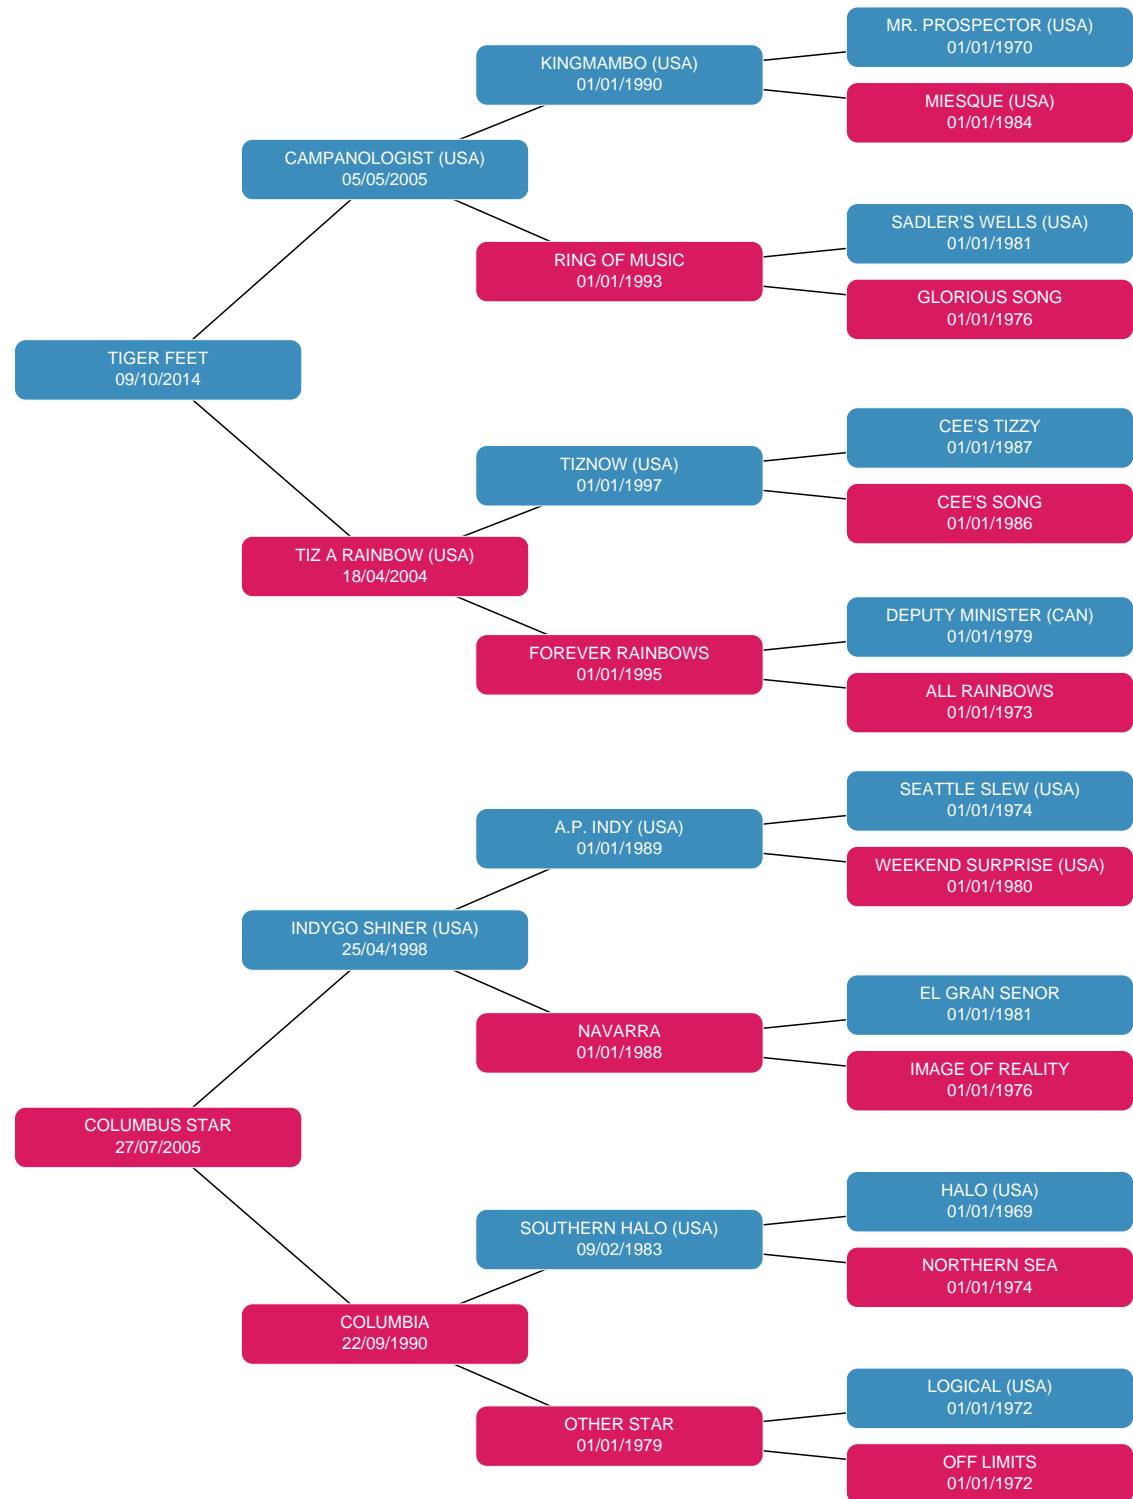 MR. PROSPECTOR (USA)
01/01/1970
KINGMAMBO (USA)
01/01/1990
MIESQUE (USA)
01/01/1984
CAMPANOLOGIST (USA)
05/05/2005
SADLER'S WELLS (USA)
01/01/1981
RING OF MUSIC
01/01/1993
GLORIOUS SONG
01/01/1976
TIGER FEET
09/10/2014
CEE'S TIZZY
01/01/1987
TIZNOW (USA)
01/01/1997
CEE'S SONG
01/01/1986
TIZ A RAINBOW (USA)
18/04/2004
DEPUTY MINISTER (CAN)
01/01/1979
FOREVER RAINBOWS
01/01/1995
ALL RAINBOWS
01/01/1973
SEATTLE SLEW (USA)
01/01/1974
A.P. INDY (USA)
01/01/1989
WEEKEND SURPRISE (USA)
01/01/1980
INDYGO SHINER (USA)
25/04/1998
EL GRAN SENOR
01/01/1981
NAVARRA
01/01/1988
IMAGE OF REALITY
01/01/1976
COLUMBUS STAR
27/07/2005
HALO (USA)
01/01/1969
SOUTHERN HALO (USA)
09/02/1983
NORTHERN SEA
01/01/1974
COLUMBIA
22/09/1990
LOGICAL (USA)
01/01/1972
OTHER STAR
01/01/1979
OFF LIMITS
01/01/1972